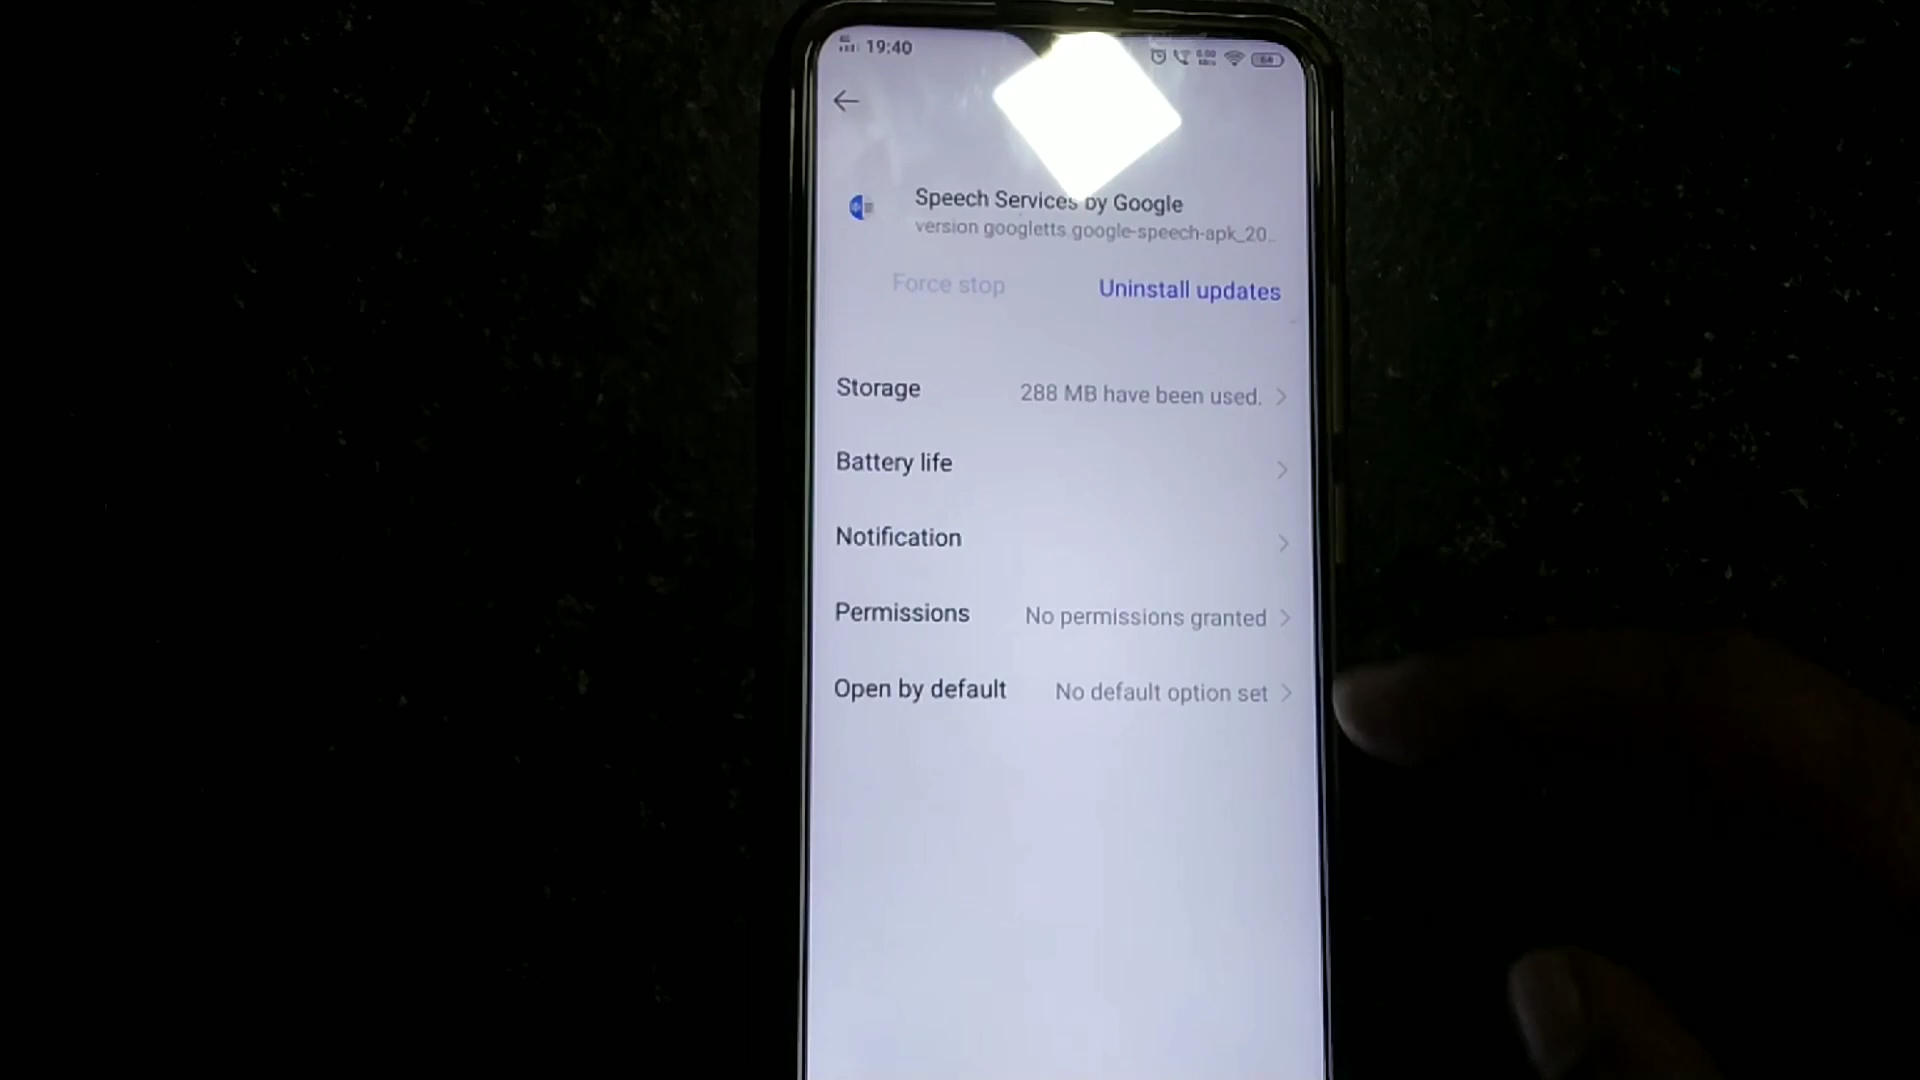 19:40
Speech Services by Google
version googletts.google-speech-apk_20...
Force stop
Uninstall updates
Storage
288 MB have been used.
Battery life
Notification
Permissions
No permissions granted
Open by default
No default option set